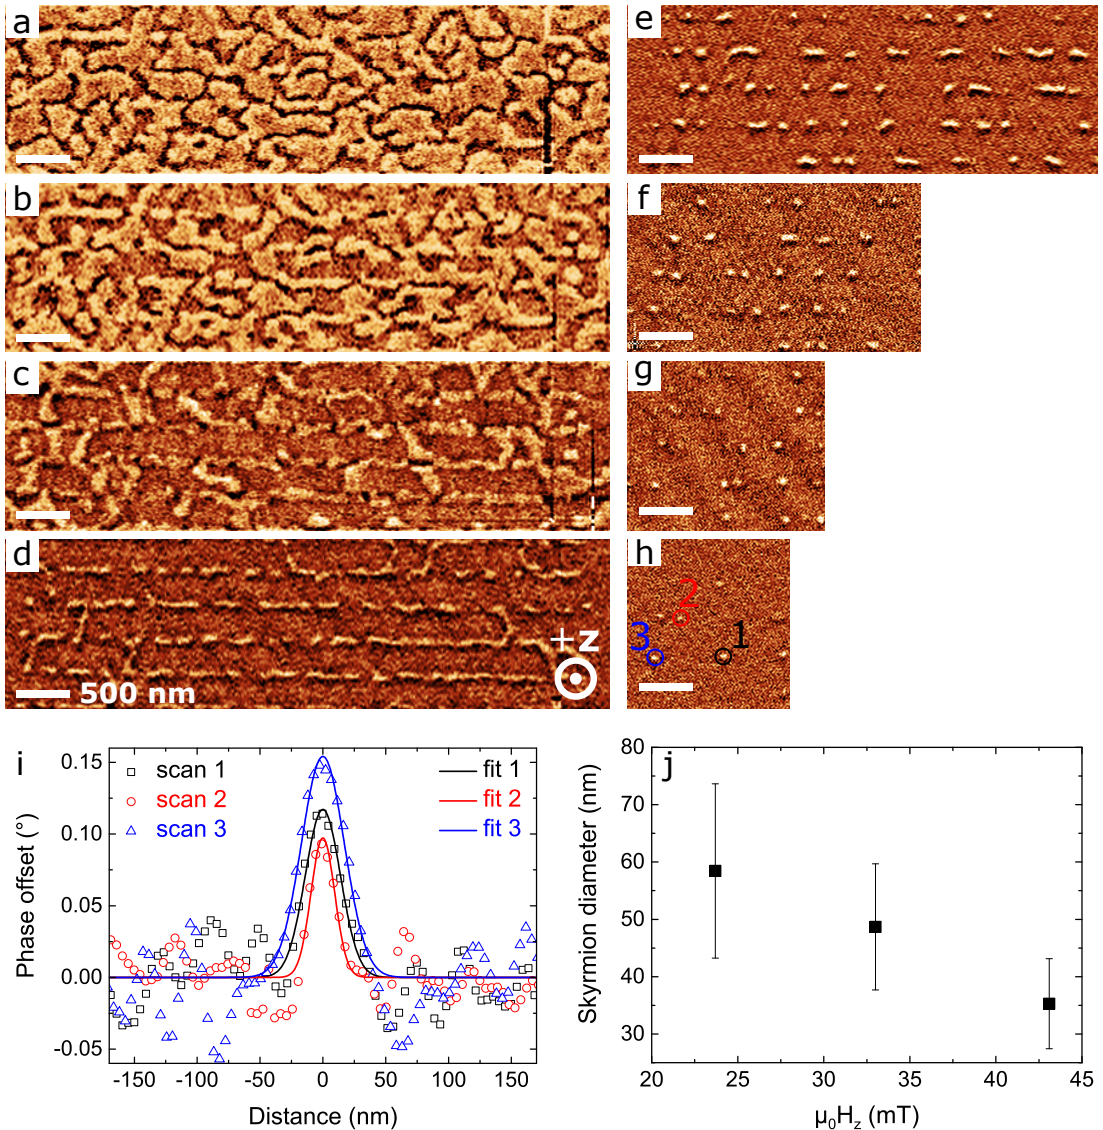 a
b
c
d
+z
500 nm
e
f
g
h
2
3
1
i
scan 1
scan 2
scan 3
fit 1
fit 2
fit 3
0.15
0.10
0.05
0.00
-0.05
Phase offset (°)
-150 -100 -50 0 50 100 150
Distance (nm)
j
80
70
60
50
40
30
Skyrmion diameter (nm)
20 25 30 35 40 45
μ₀H_z (mT)